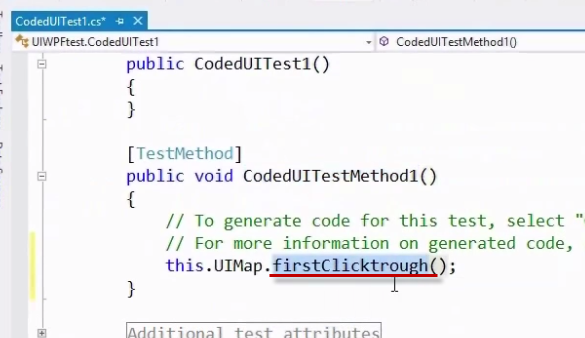 CodedUITest1.cs*
UIWPFtest.CodedUITest1 CodedUITestMethod1()
public CodedUITest1()
{
}
[TestMethod]
public void CodedUITestMethod1()
{
// To generate code for this test, select "
// For more information on generated code,
this.UIMap.firstClicktrough();
}
Additional test attributes